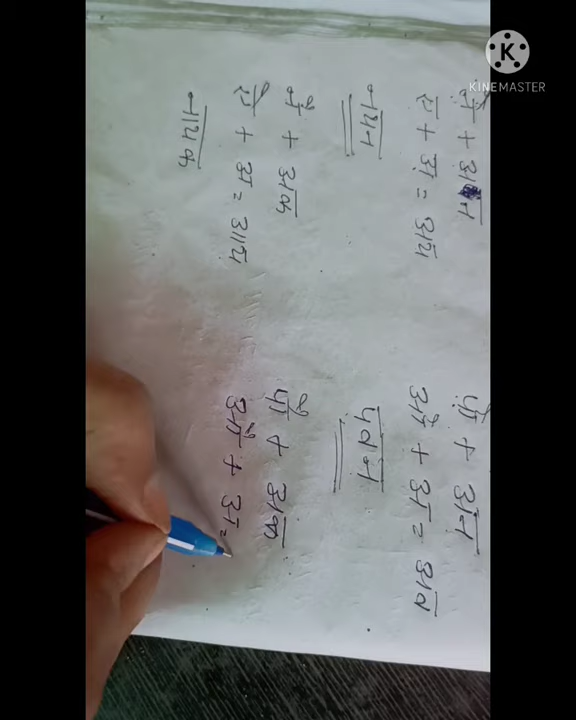 ने + अन
ए + अ = अय
नयन
नै + अक
ऐ + अ = आय
नायक
पो + अन
ओ + अ = अव
पवन
पौ + अक
औ + अ =
KINEMASTER